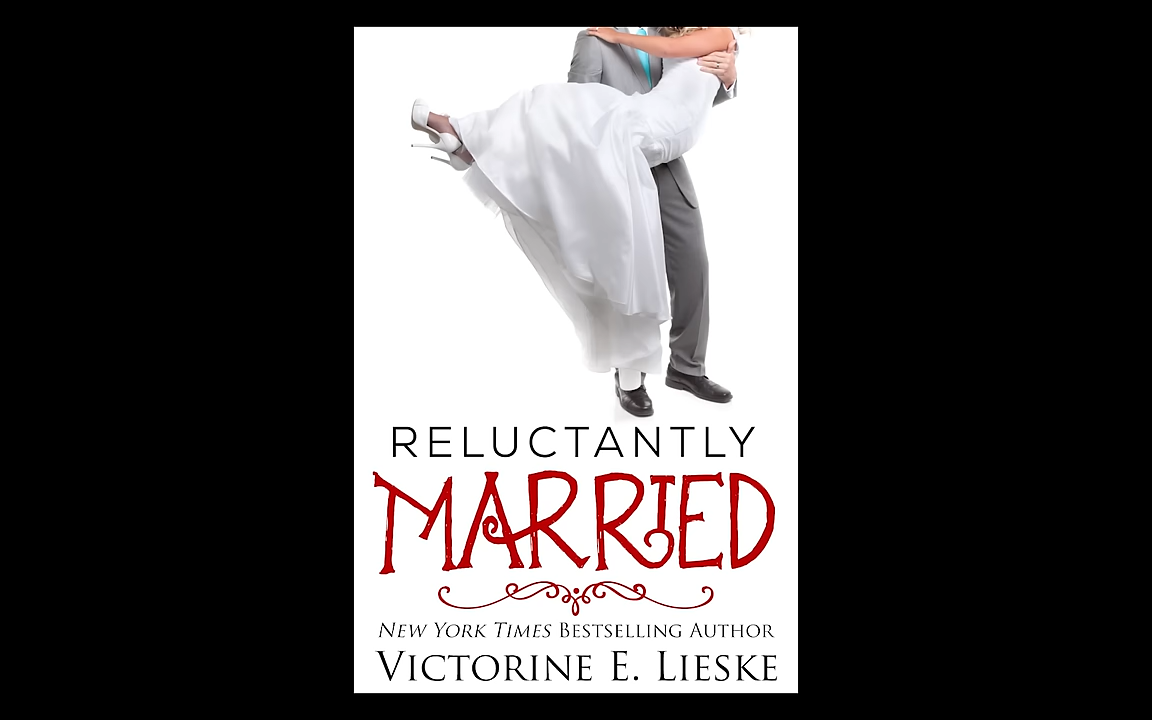 RELUCTANTLY
MARRIED
NEW YORK TIMES BESTSELLING AUTHOR
VICTORINE E. LIESKE